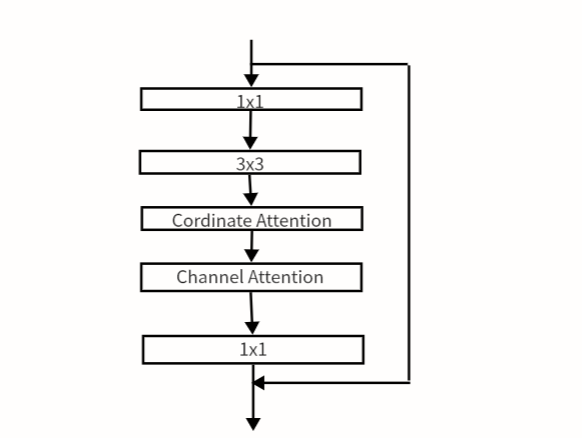 1x1
3x3
Cordinate Attention
Channel Attention
1x1